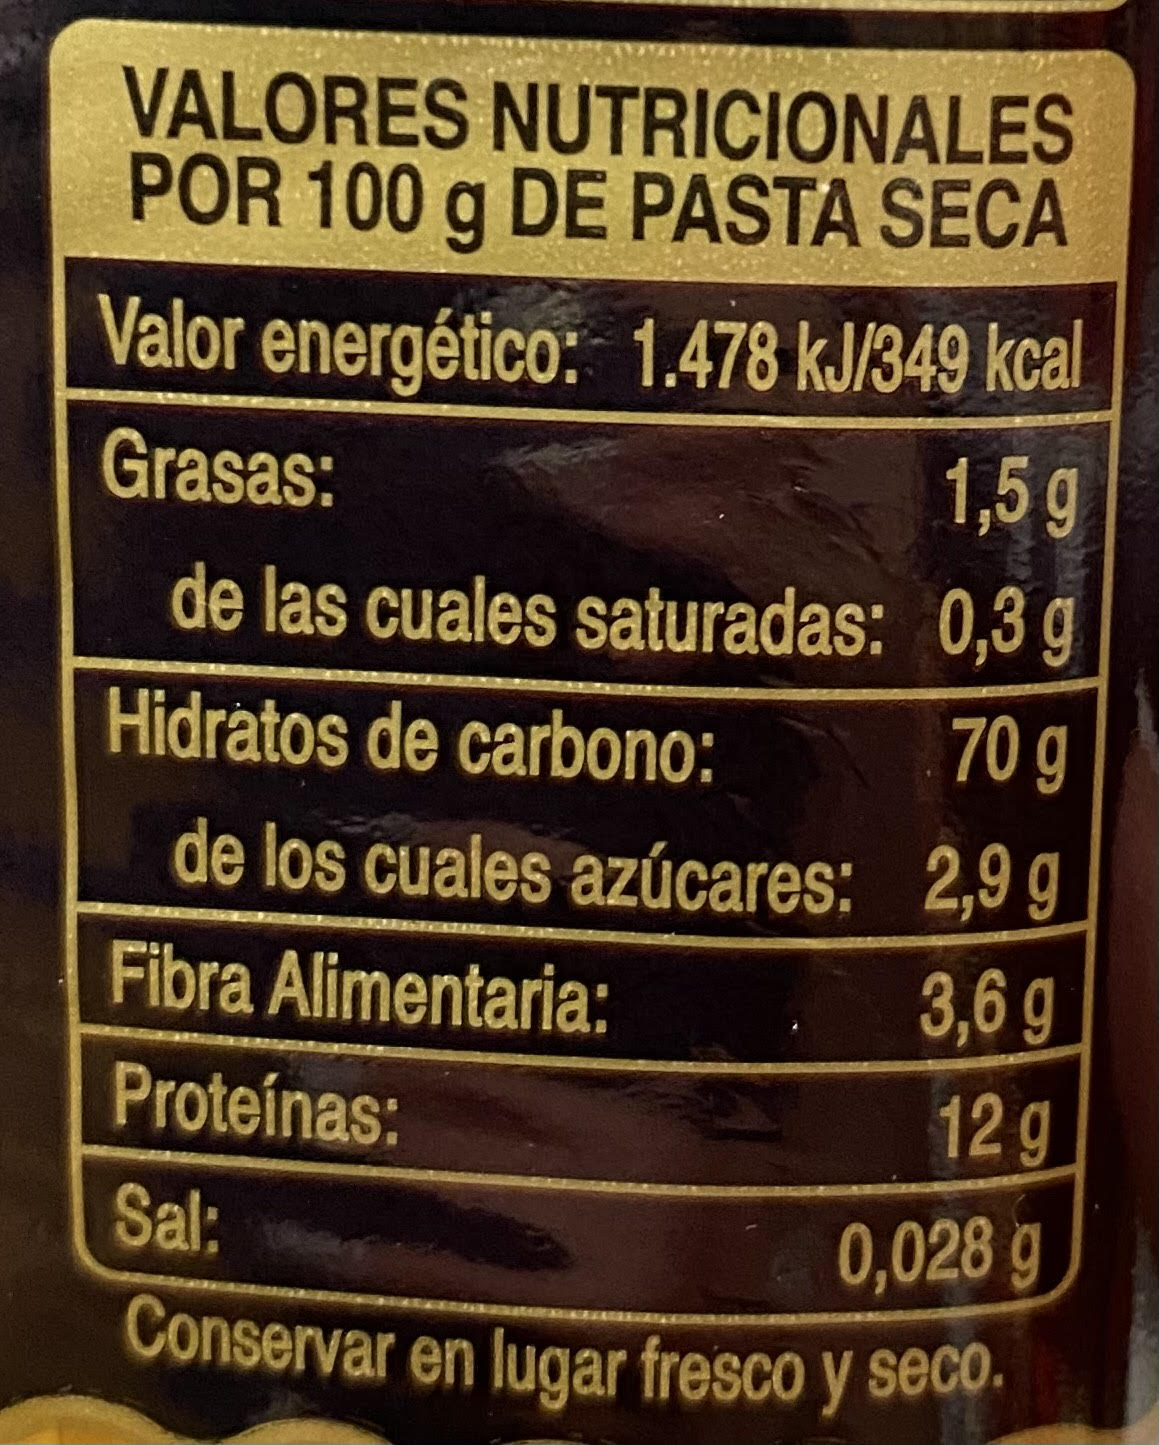 VALORES NUTRICIONALES
POR 100 g DE PASTA SECA
Valor energético: 1.478 kJ/349 kcal
Grasas: 1,5 g
de las cuales saturadas: 0,3 g
Hidratos de carbono: 70 g
de los cuales azúcares: 2,9 g
Fibra Alimentaria: 3,6 g
Proteínas: 12 g
Sal: 0,028 g
Conservar en lugar fresco y seco.